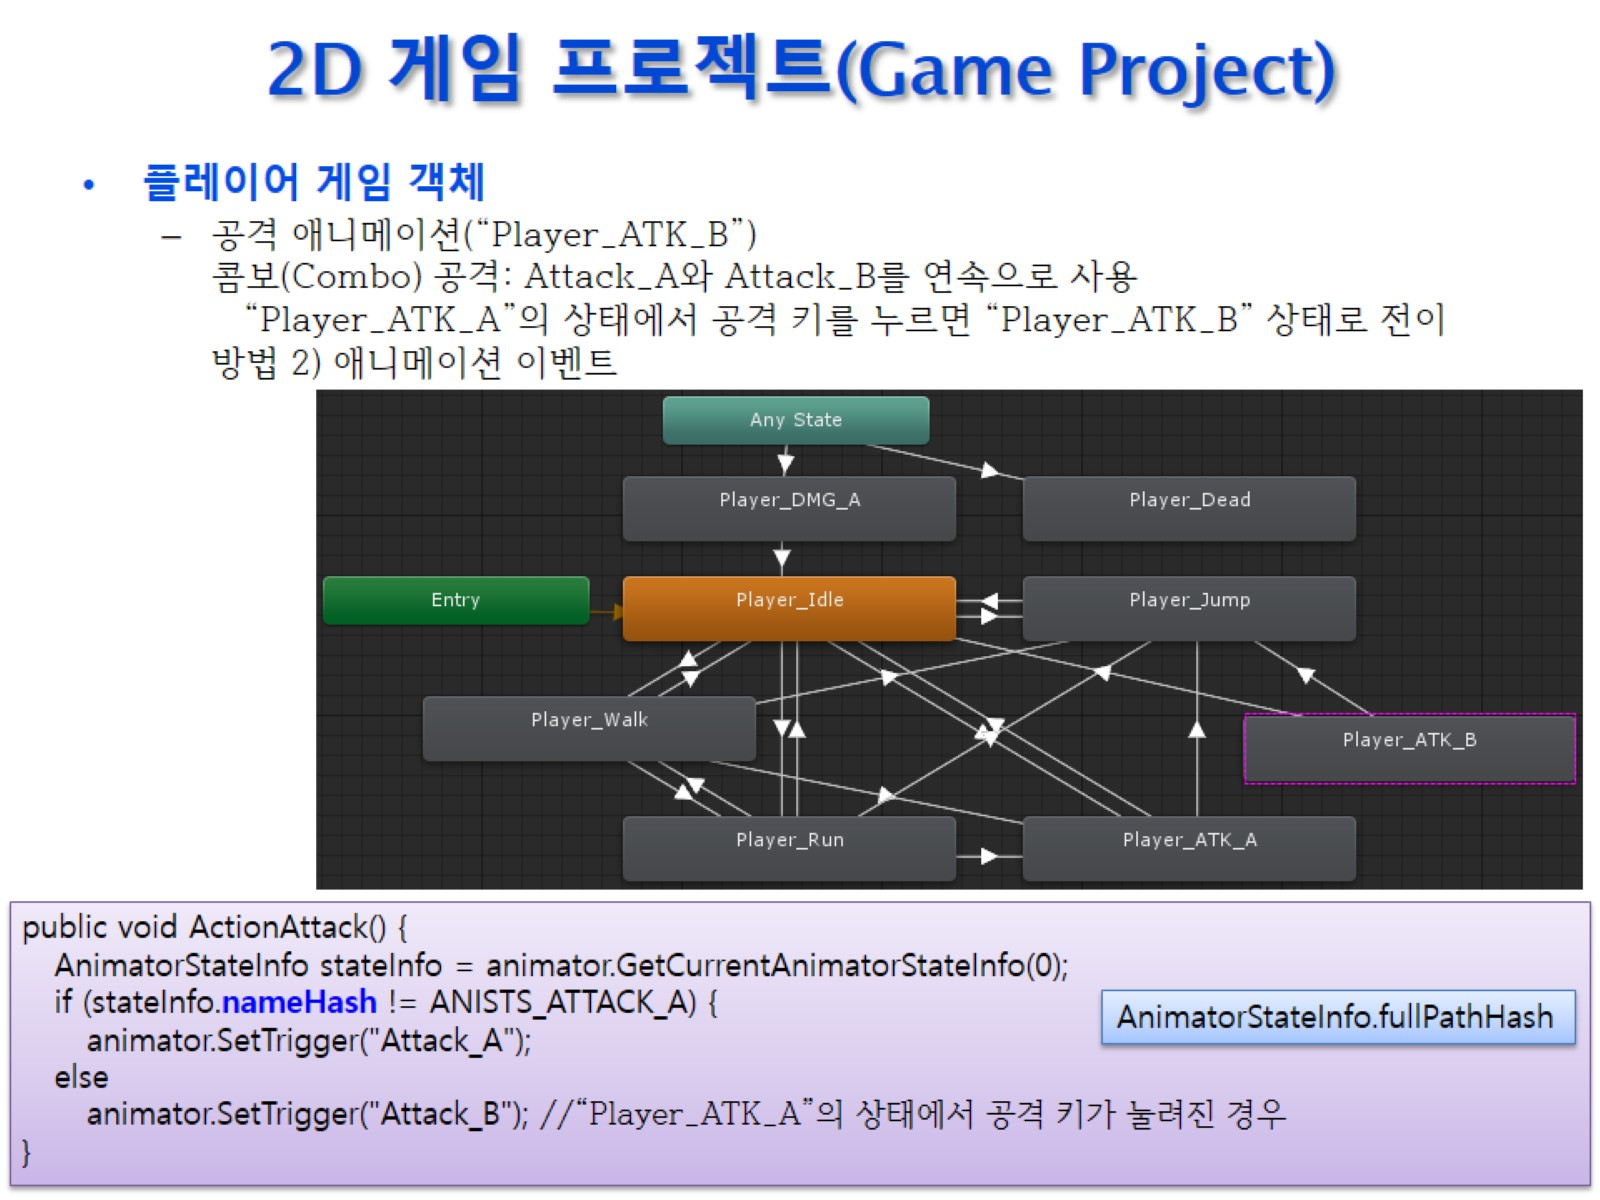 2D 게임 프로젝트(Game Project)
• 플레이어 게임 객체
– 공격 애니메이션(“Player_ATK_B”)
콤보(Combo) 공격: Attack_A와 Attack_B를 연속으로 사용
“Player_ATK_A”의 상태에서 공격 키를 누르면 “Player_ATK_B” 상태로 전이
방법 2) 애니메이션 이벤트
Any State
Player_DMG_A
Player_Dead
Entry
Player_Idle
Player_Jump
Player_Walk
Player_ATK_B
Player_Run
Player_ATK_A
public void ActionAttack() {
AnimatorStateInfo stateInfo = animator.GetCurrentAnimatorStateInfo(0);
if (stateInfo.nameHash != ANISTS_ATTACK_A) {
AnimatorStateInfo.fullPathHash
animator.SetTrigger("Attack_A");
else
animator.SetTrigger("Attack_B"); //“Player_ATK_A”의 상태에서 공격 키가 눌려진 경우
}